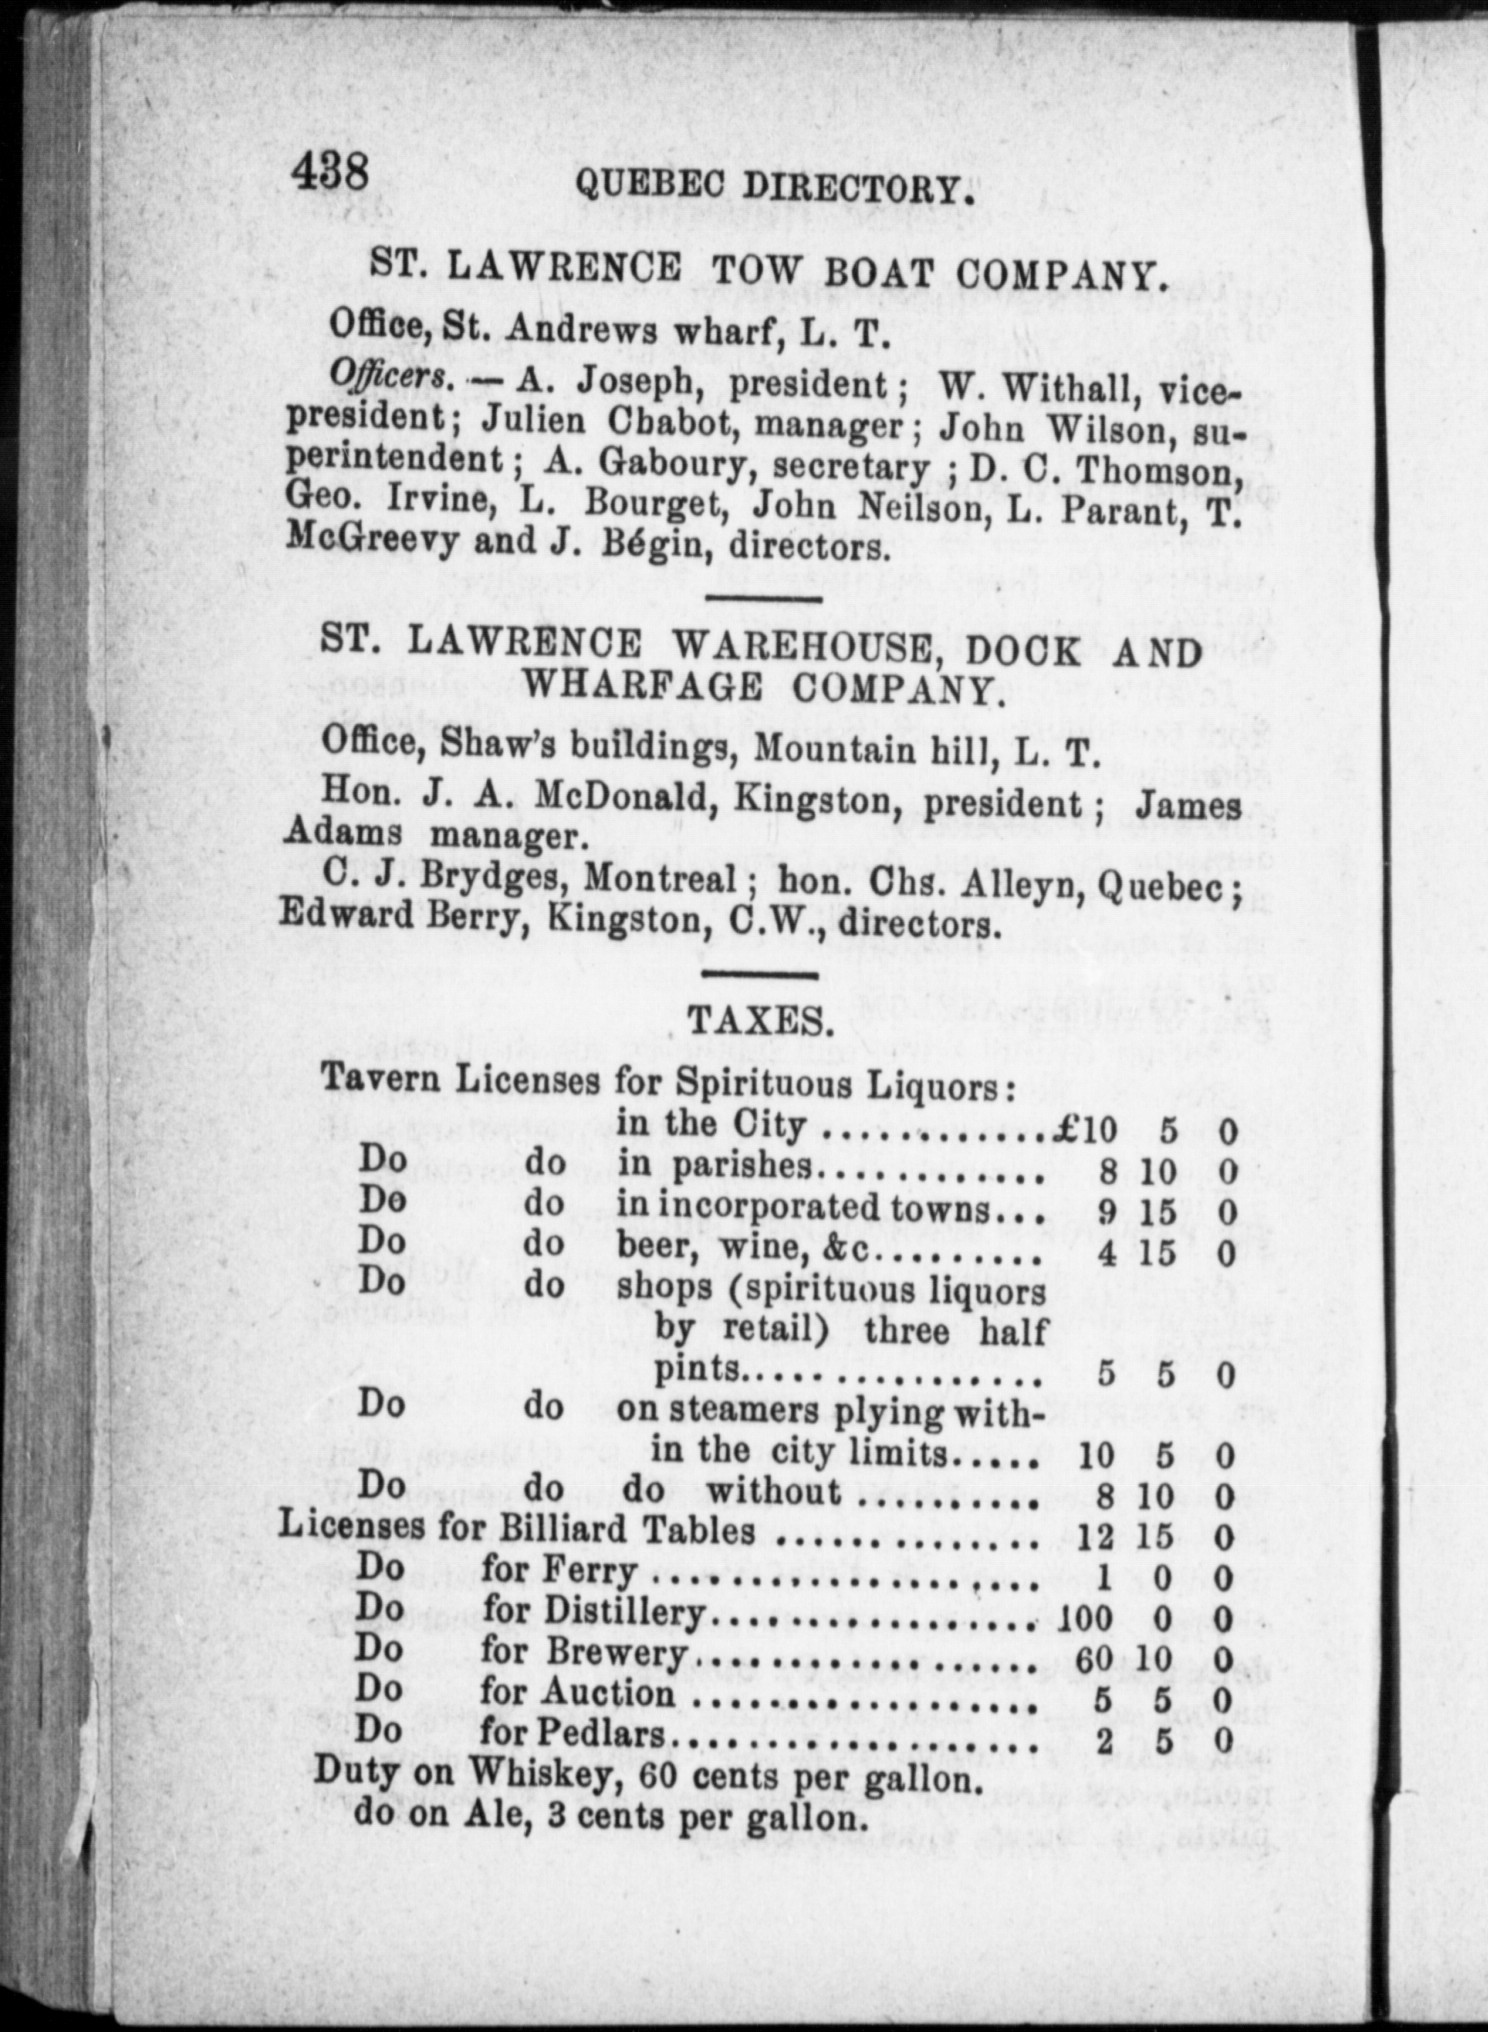 438
QUEBEC DIRECTORY.
ST. LAWRENCE TOW BOAT COMPANY.
Office, St. Andrews wharf, L. T.
Officers. — A. Joseph, president; W. Withall, vice-
president; Julien Chabot, manager; John Wilson, su-
perintendent; A. Gaboury, secretary ; D. C. Thomson,
Geo. Irvine, L. Bourget, John Neilson, L. Parant, T.
McGreevy and J. Bégin, directors.
ST. LAWRENCE WAREHOUSE, DOCK AND
WHARFAGE COMPANY.
Office, Shaw's buildings, Mountain hill, L. T.
Hon. J. A. McDonald, Kingston, president; James
Adams manager.
C. J. Brydges, Montreal; hon. Chs. Alleyn, Quebec;
Edward Berry, Kingston, C.W., directors.
TAXES.
Tavern Licenses for Spirituous Liquors:
in the City ............£10 5 0
Do do in parishes............ 8 10 0
Do do in incorporated towns... 9 15 0
Do do beer, wine, &c......... 4 15 0
Do do shops (spirituous liquors
by retail) three half
pints................ 5 5 0
Do do on steamers plying with-
in the city limits..... 10 5 0
Do do do without .......... 8 10 0
Licenses for Billiard Tables .............. 12 15 0
Do for Ferry .................... 1 0 0
Do for Distillery................. 100 0 0
Do for Brewery.................. 60 10 0
Do for Auction .................. 5 5 0
Do for Pedlars................... 2 5 0
Duty on Whiskey, 60 cents per gallon.
do on Ale, 3 cents per gallon.